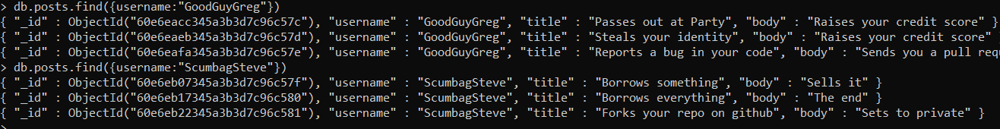 > db.posts.find({username:"GoodGuyGreg"})
{ "_id" : ObjectId("60e6eacc345a3b3d7c96c57c"), "username" : "GoodGuyGreg", "title" : "Passes out at Party", "body" : "Raises your credit score" }
{ "_id" : ObjectId("60e6eaeb345a3b3d7c96c57d"), "username" : "GoodGuyGreg", "title" : "Steals your identity", "body" : "Raises your credit score"
{ "_id" : ObjectId("60e6eafa345a3b3d7c96c57e"), "username" : "GoodGuyGreg", "title" : "Reports a bug in your code", "body" : "Sends you a pull
> db.posts.find({username:"ScumbagSteve"})
{ "_id" : ObjectId("60e6eb07345a3b3d7c96c57f"), "username" : "ScumbagSteve", "title" : "Borrows something", "body" : "Sells it" }
{ "_id" : ObjectId("60e6eb17345a3b3d7c96c580"), "username" : "ScumbagSteve", "title" : "Borrows everything", "body" : "The end" }
{ "_id" : ObjectId("60e6eb22345a3b3d7c96c581"), "username" : "ScumbagSteve", "title" : "Forks your repo on github", "body" : "Sets to private" }